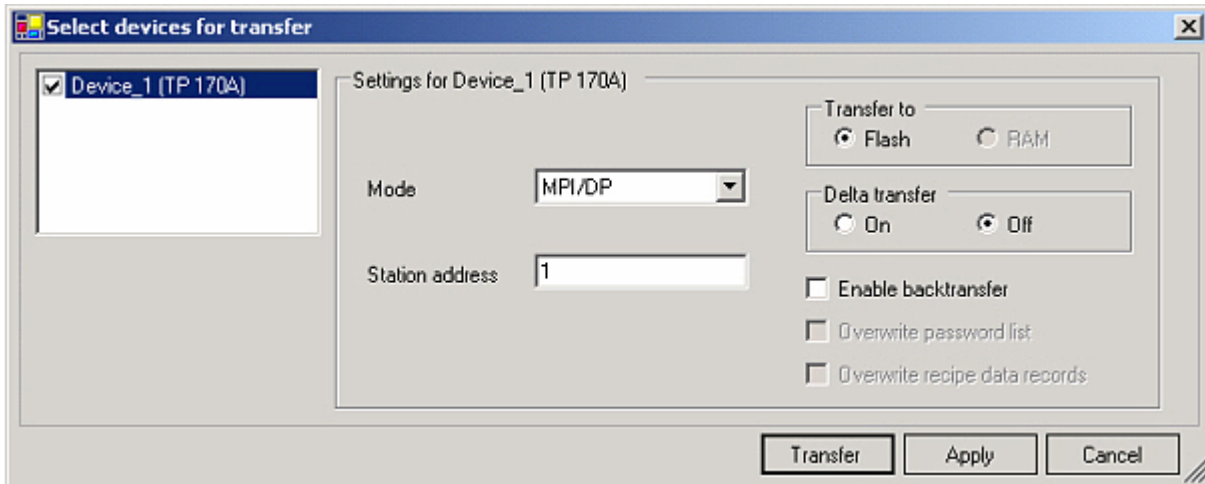 Select devices for transfer
Device_1 (TP 170A)
Settings for Device_1 (TP 170A)
Mode
MPI/DP
Station address
1
Transfer to
Flash RAM
Delta transfer
On Off
Enable backtransfer
Overwrite password list
Overwrite recipe data records
Transfer Apply Cancel